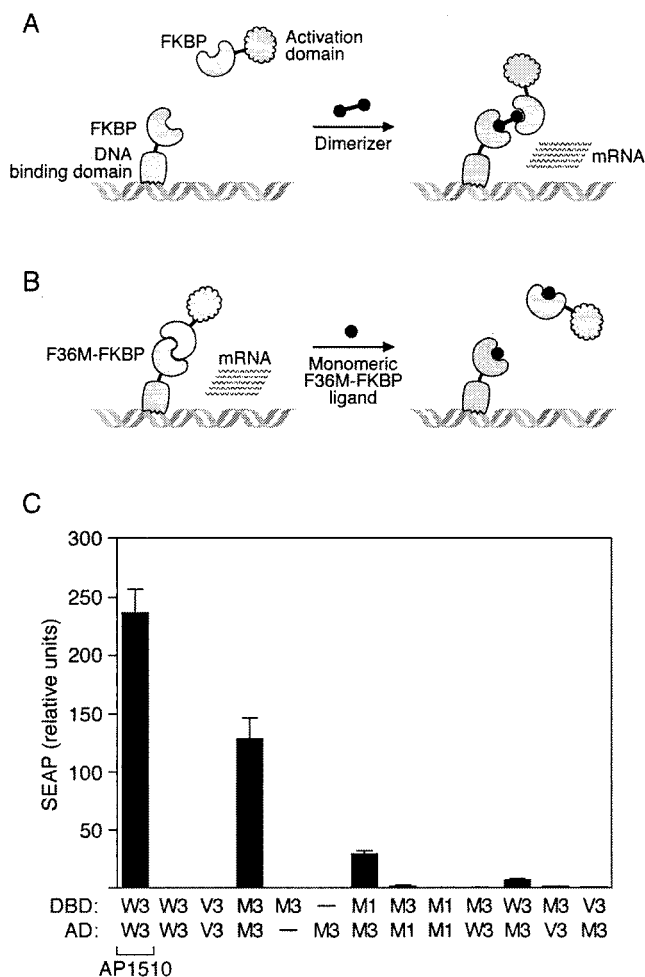 A
FKBP
Activation
domain
FKBP
DNA
binding domain
Dimerizer
mRNA
B
F36M-FKBP
mRNA
Monomeric
F36M-FKBP
ligand
C
SEAP (relative units)
300
250
200
150
100
50
DBD: W3 W3 V3 M3 M3 — M1 M3 M1 M3 W3 M3 V3
AD: W3 W3 V3 M3 — M3 M3 M1 M1 W3 M3 V3 M3
AP1510